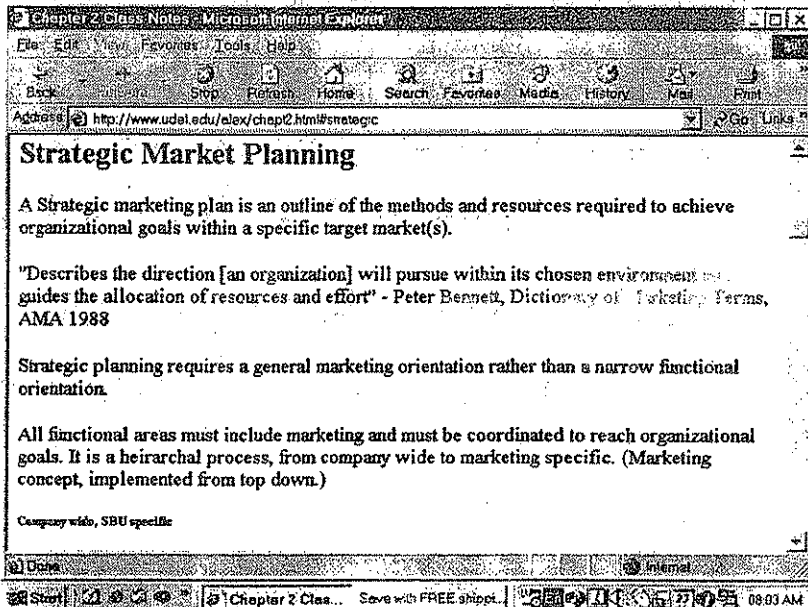 Chapter 2 Class Notes - Microsoft Internet Explorer
File Edit View Favorites Tools Help
Back Stop Refresh Home Search Favorites Media History Mail Print
Address http://www.udel.edu/alex/chapt2.html#strategic Go Links
Strategic Market Planning
A Strategic marketing plan is an outline of the methods and resources required to achieve
organizational goals within a specific target market(s).
"Describes the direction [an organization] will pursue within its chosen environment
guides the allocation of resources and effort" - Peter Bennett, Dictionary of Marketing Terms,
AMA 1988
Strategic planning requires a general marketing orientation rather than a narrow functional
orientation.
All functional areas must include marketing and must be coordinated to reach organizational
goals. It is a heirarchal process, from company wide to marketing specific. (Marketing
concept, implemented from top down.)
Company wide, SBU specific
Done Internet
Start Chapter 2 Clas... Save with FREE shippi... 27 08:03 AM